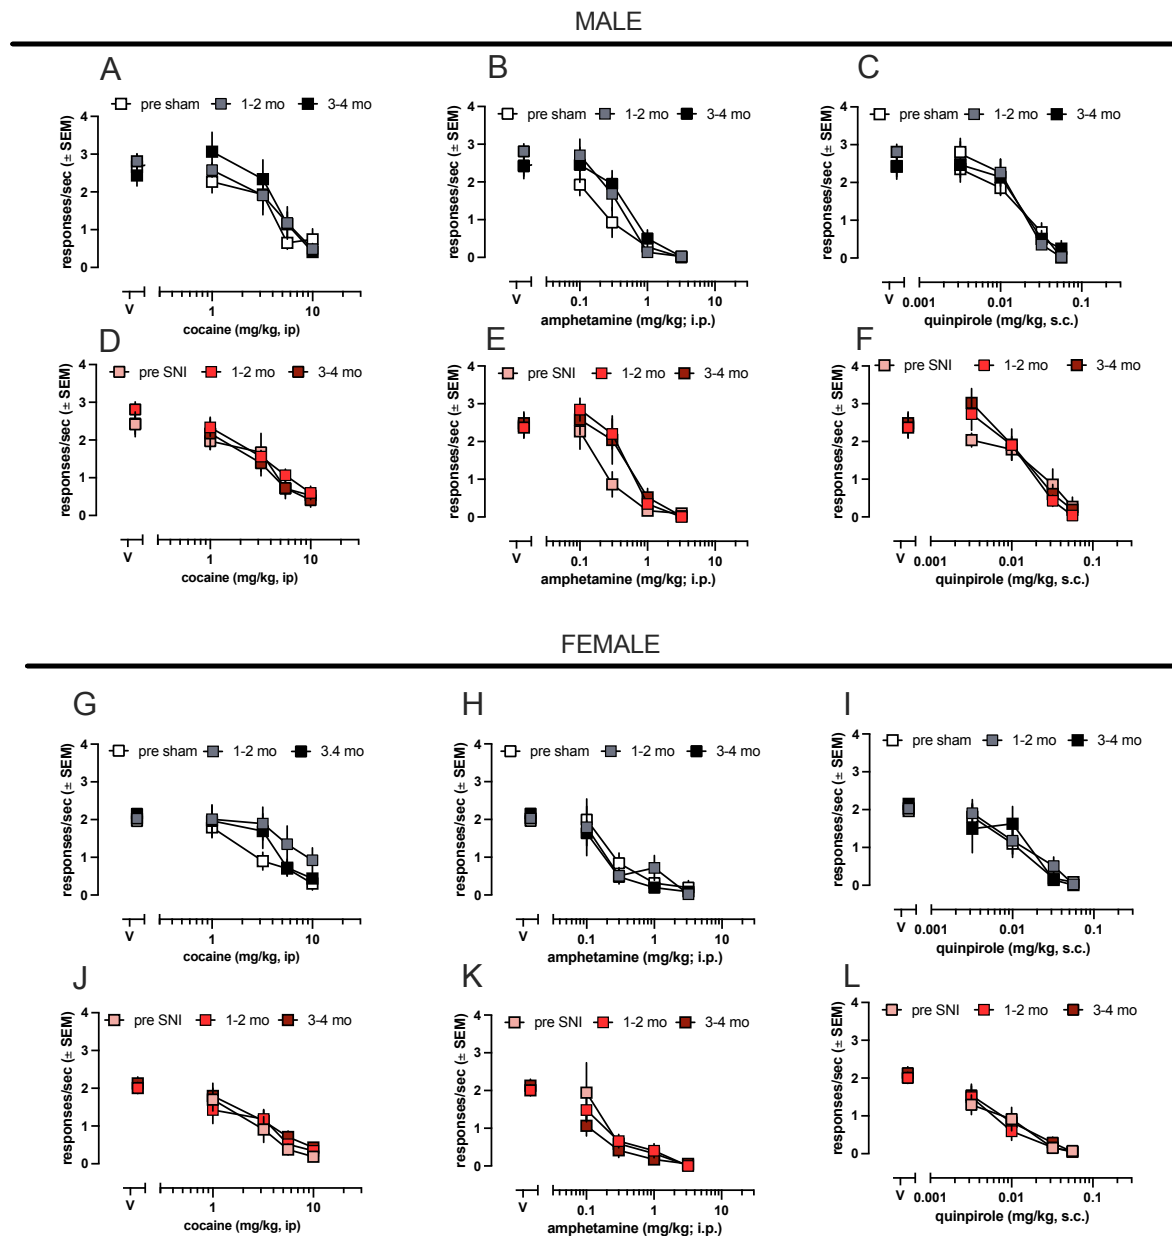 MALE
A
B
C
pre sham 1-2 mo 3-4 mo
pre sham 1-2 mo 3-4 mo
pre sham 1-2 mo 3-4 mo
responses/sec (± SEM)
4
3
2
1
0
V
1 10
cocaine (mg/kg, ip)
responses/sec (± SEM)
4
3
2
1
0
V
0.1 1 10
amphetamine (mg/kg; i.p.)
responses/sec (± SEM)
4
3
2
1
0
V
0.001 0.01 0.1
quinpirole (mg/kg, s.c.)
D
E
F
pre SNI 1-2 mo 3-4 mo
pre SNI 1-2 mo 3-4 mo
pre SNI 1-2 mo 3-4 mo
responses/sec (± SEM)
4
3
2
1
0
V
1 10
cocaine (mg/kg, ip)
responses/sec (± SEM)
4
3
2
1
0
V
0.1 1 10
amphetamine (mg/kg; i.p.)
responses/sec (± SEM)
4
3
2
1
0
V
0.001 0.01 0.1
quinpirole (mg/kg, s.c.)
FEMALE
G
H
I
pre sham 1-2 mo 3.4 mo
pre sham 1-2 mo 3-4 mo
pre sham 1-2 mo 3-4 mo
responses/sec (± SEM)
4
3
2
1
0
V
1 10
cocaine (mg/kg, ip)
responses/sec (± SEM)
4
3
2
1
0
V
0.1 1 10
amphetamine (mg/kg; i.p.)
responses/sec (± SEM)
4
3
2
1
0
V
0.001 0.01 0.1
quinpirole (mg/kg, s.c.)
J
K
L
pre SNI 1-2 mo 3-4 mo
pre SNI 1-2 mo 3-4 mo
pre SNI 1-2 mo 3-4 mo
responses/sec (± SEM)
4
3
2
1
0
V
1 10
cocaine (mg/kg, ip)
responses/sec (± SEM)
4
3
2
1
0
V
0.1 1 10
amphetamine (mg/kg; i.p.)
responses/sec (± SEM)
4
3
2
1
0
V
0.001 0.01 0.1
quinpirole (mg/kg, s.c.)